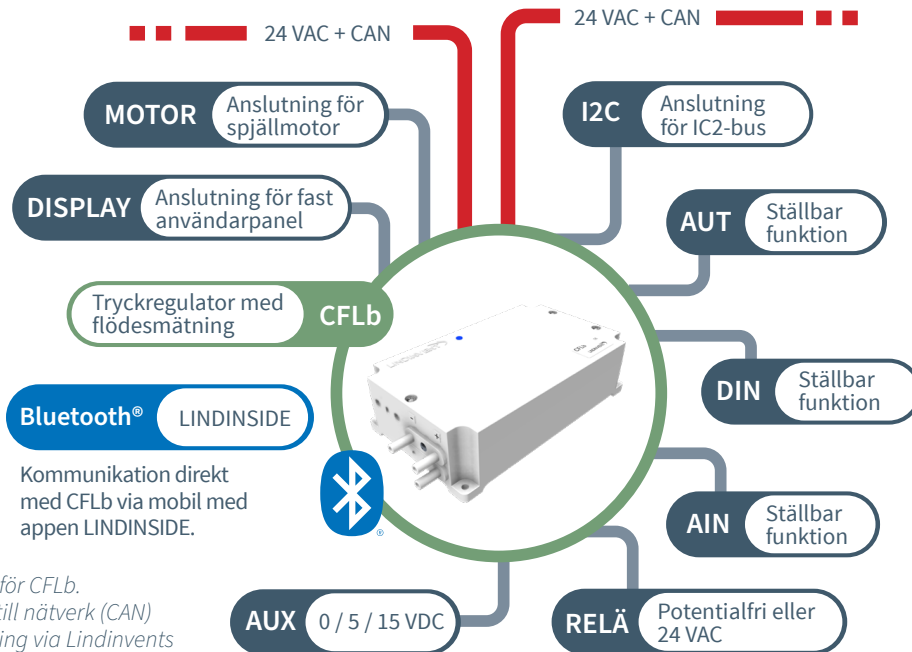 24 VAC + CAN
24 VAC + CAN
MOTOR
Anslutning för
spjällmotor
I2C
Anslutning
för IC2-bus
DISPLAY
Anslutning för fast
användarpanel
AUT
Ställbar
funktion
Tryckregulator med
flödesmätning
CFLb
DIN
Ställbar
funktion
Bluetooth®
LINDINSIDE
Kommunikation direkt
med CFLb via mobil med
appen LINDINSIDE.
®
AIN
Ställbar
funktion
för CFLb.
till nätverk (CAN)
ing via Lindinvents
AUX
0 / 5 / 15 VDC
RELÄ
Potentialfri eller
24 VAC